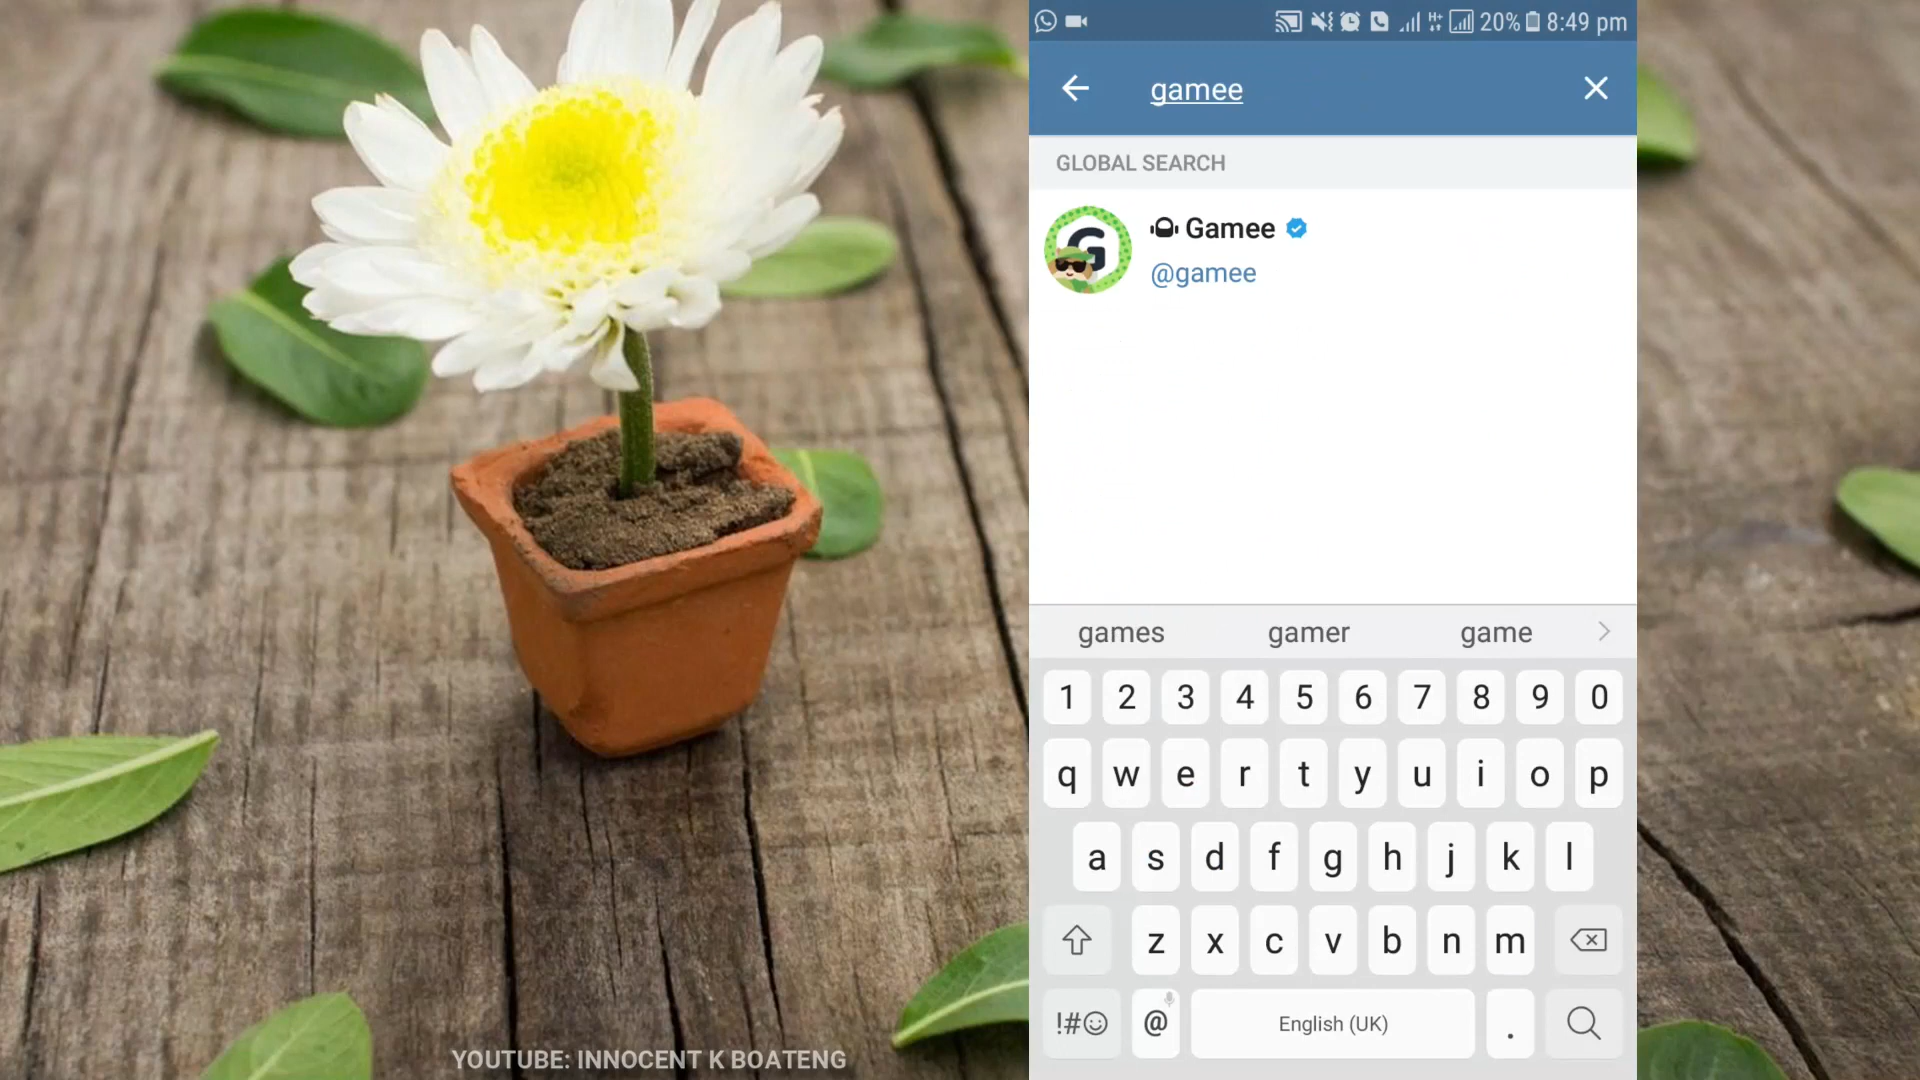 20% 8:49 pm
gamee
GLOBAL SEARCH
Gamee
@gamee
games gamer game
1 2 3 4 5 6 7 8 9 0
q w e r t y u i o p
a s d f g h j k l
z x c v b n m
!#☺ @ English (UK) .
YOUTUBE: INNOCENT K BOATENG